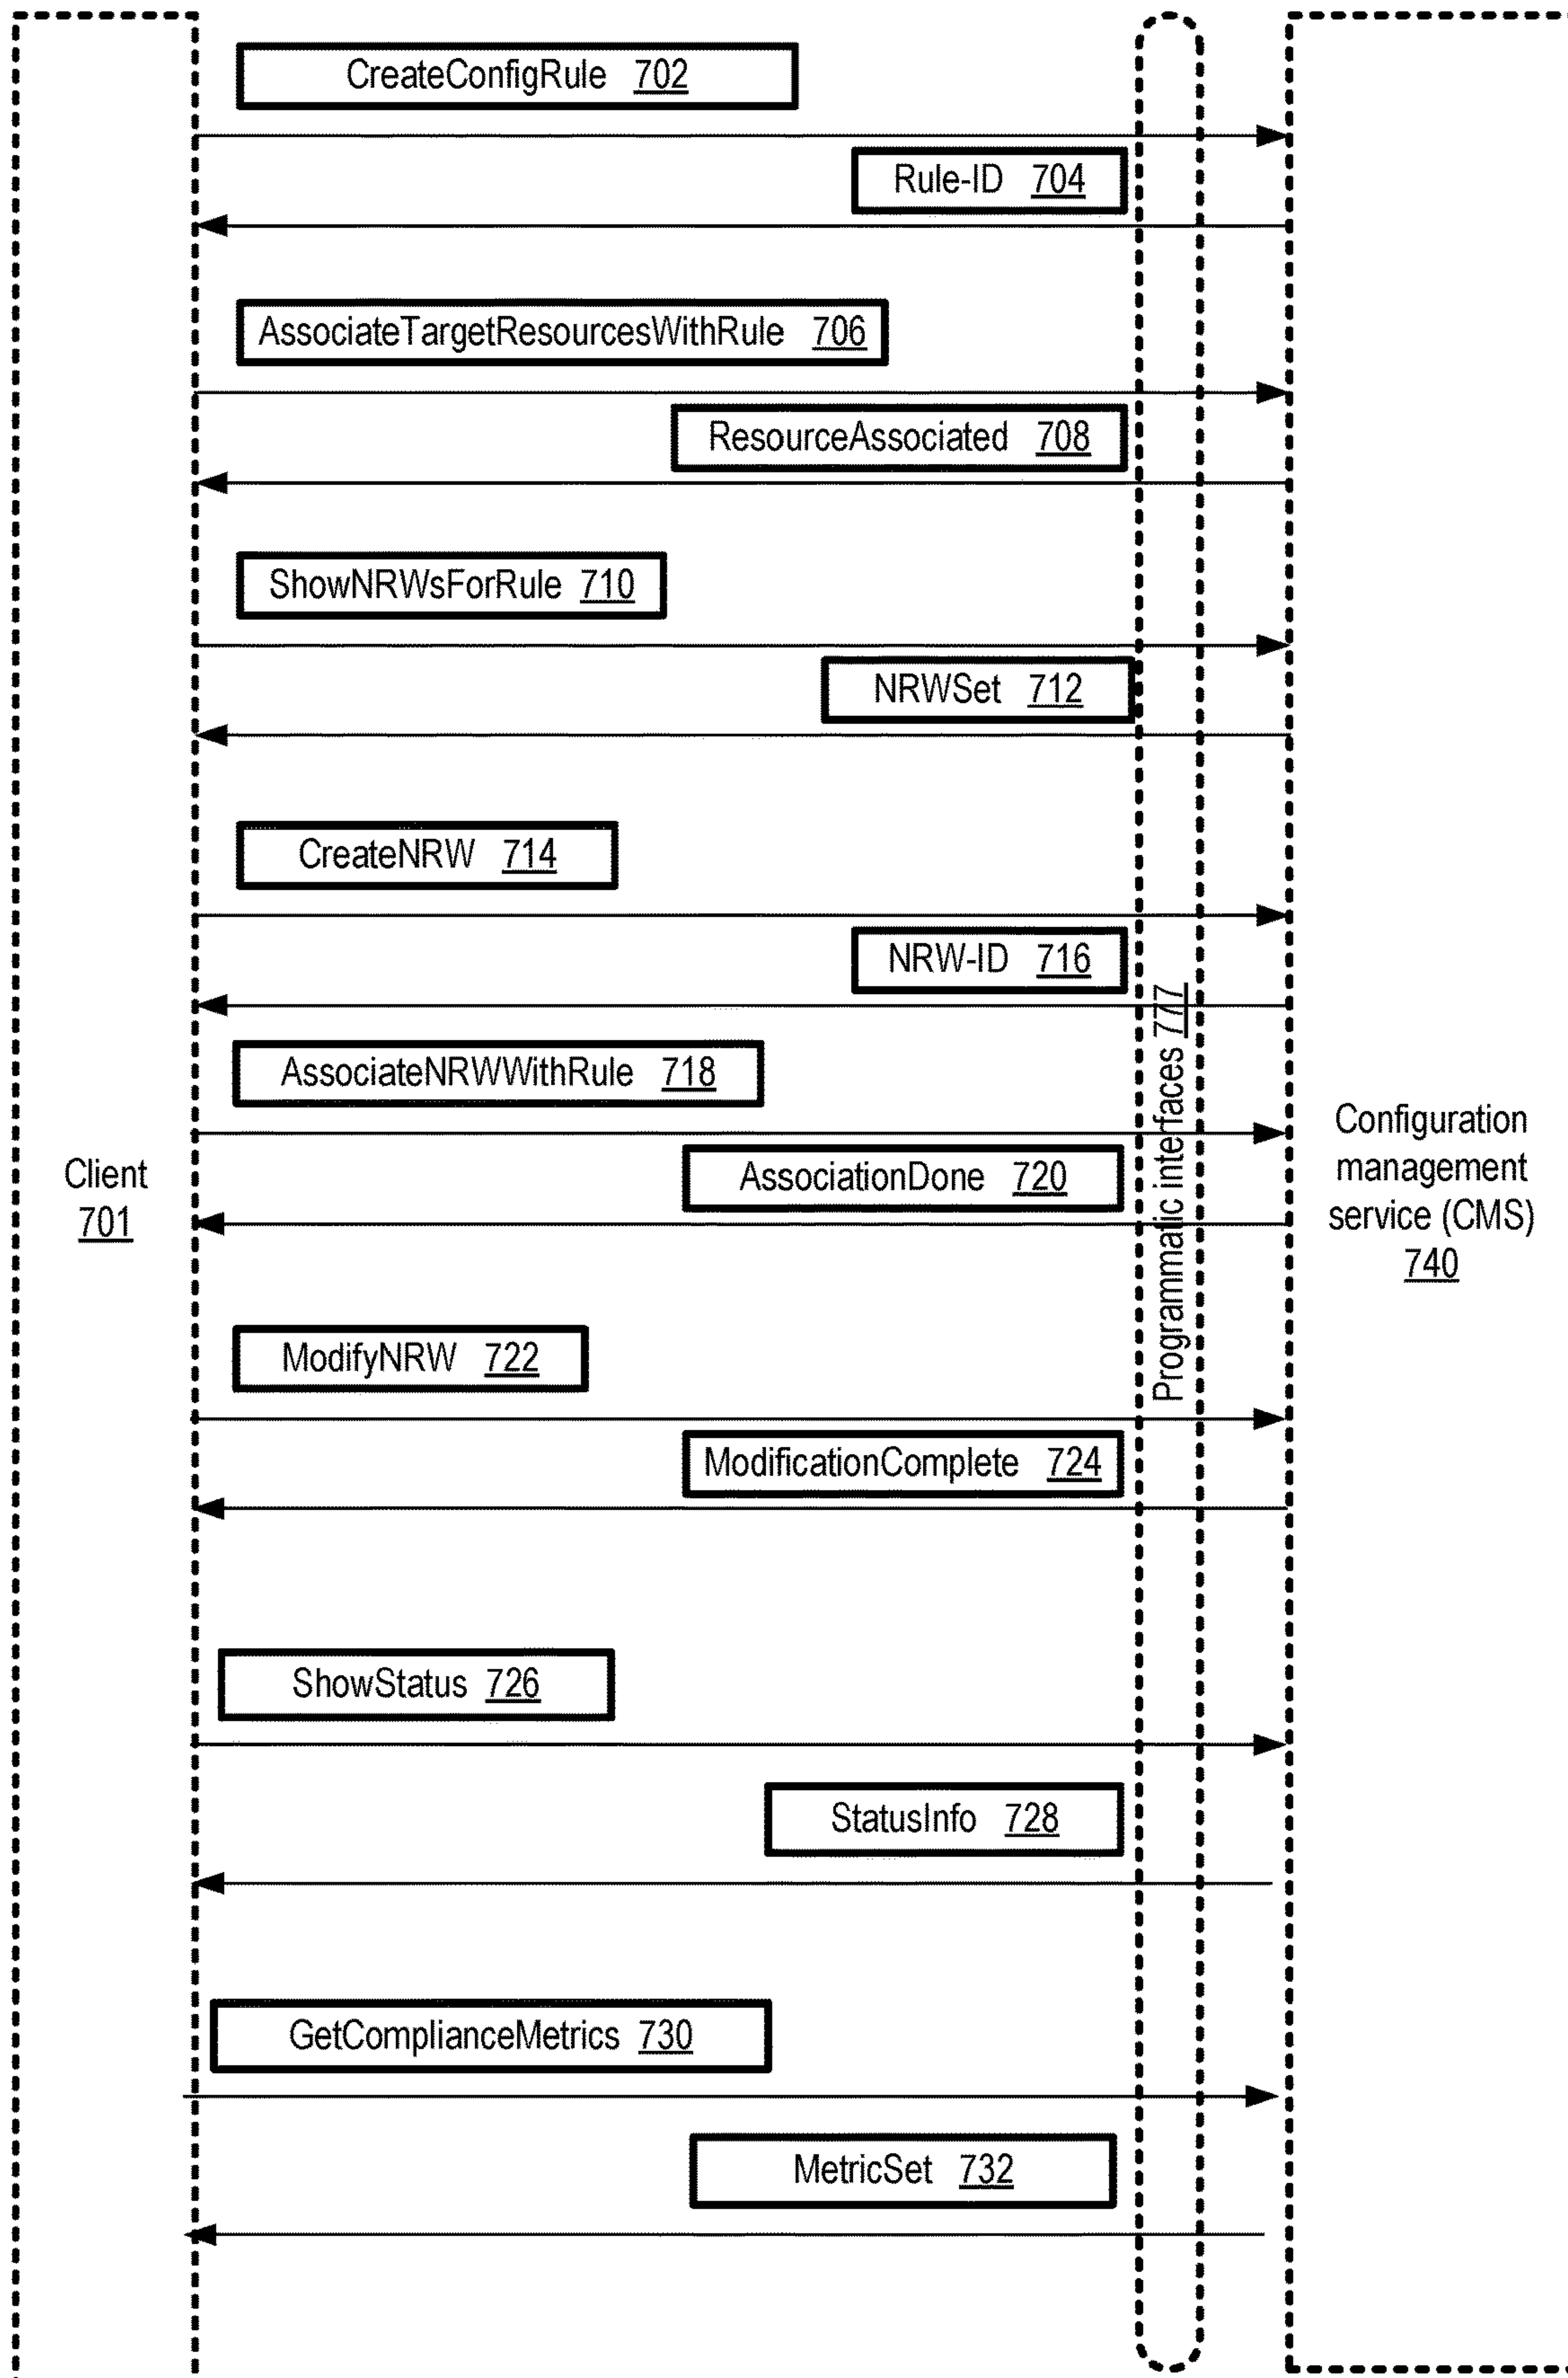 CreateConfigRule 702
Rule-ID 704
AssociateTargetResourcesWithRule 706
ResourceAssociated 708
ShowNRWsForRule 710
NRWSet 712
CreateNRW 714
NRW-ID 716
AssociateNRWWithRule 718
AssociationDone 720
Client
701
Programmatic interfaces 777
Configuration
management
service (CMS)
740
ModifyNRW 722
ModificationComplete 724
ShowStatus 726
StatusInfo 728
GetComplianceMetrics 730
MetricSet 732